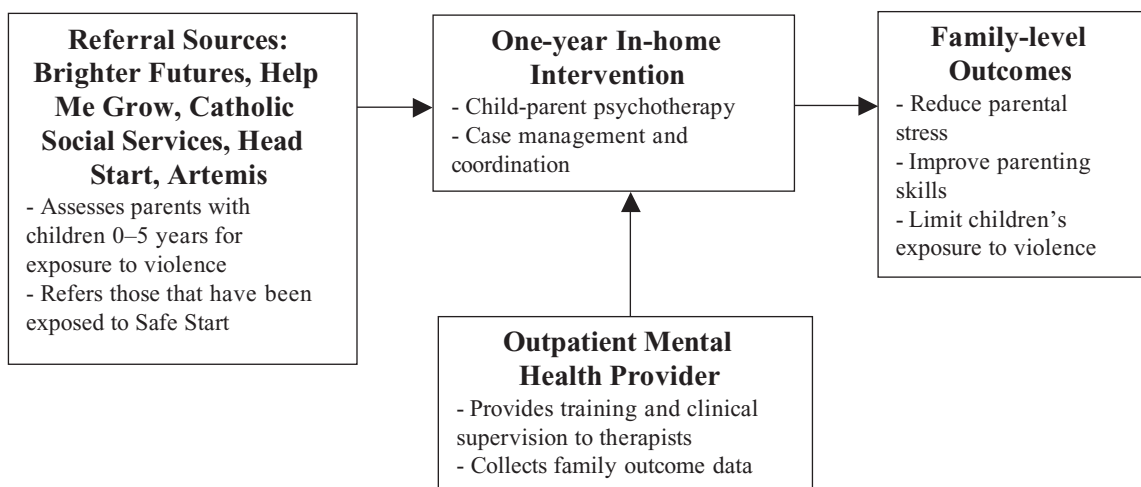 Referral Sources:
Brighter Futures, Help
Me Grow, Catholic
Social Services, Head
Start, Artemis
- Assesses parents with
children 0–5 years for
exposure to violence
- Refers those that have been
exposed to Safe Start
One-year In-home
Intervention
- Child-parent psychotherapy
- Case management and
coordination
Family-level
Outcomes
- Reduce parental
stress
- Improve parenting
skills
- Limit children’s
exposure to violence
Outpatient Mental
Health Provider
- Provides training and clinical
supervision to therapists
- Collects family outcome data